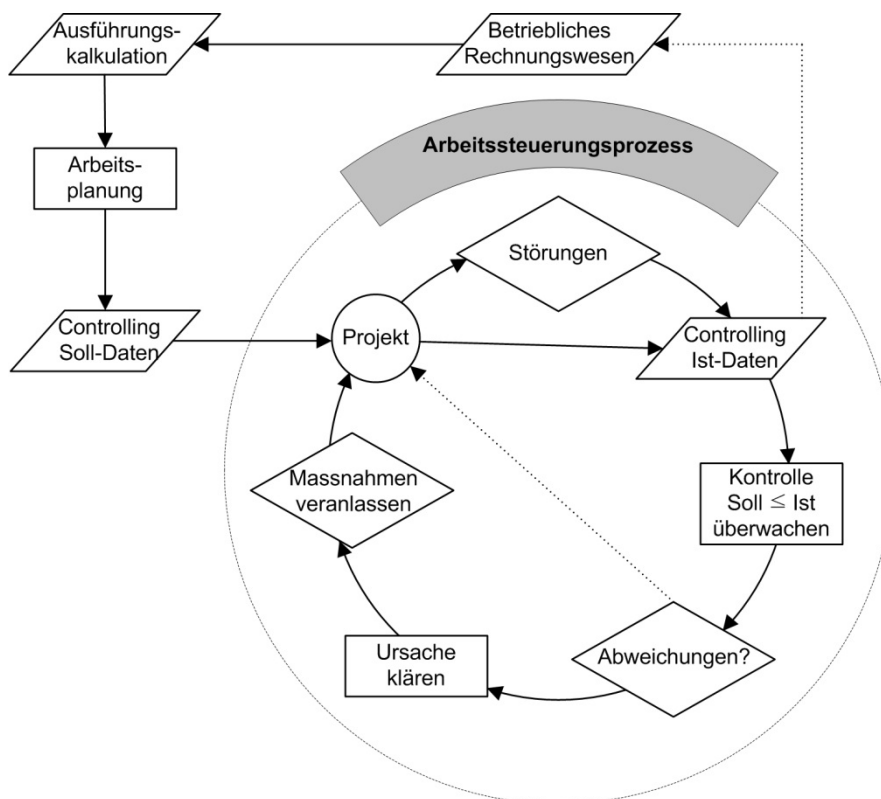 Ausführungs-
kalkulation
Betriebliches
Rechnungswesen
Arbeitssteuerungsprozess
Arbeits-
planung
Störungen
Controlling
Soll-Daten
Projekt
Controlling
Ist-Daten
Massnahmen
veranlassen
Kontrolle
Soll ≤ Ist
überwachen
Ursache
klären
Abweichungen?